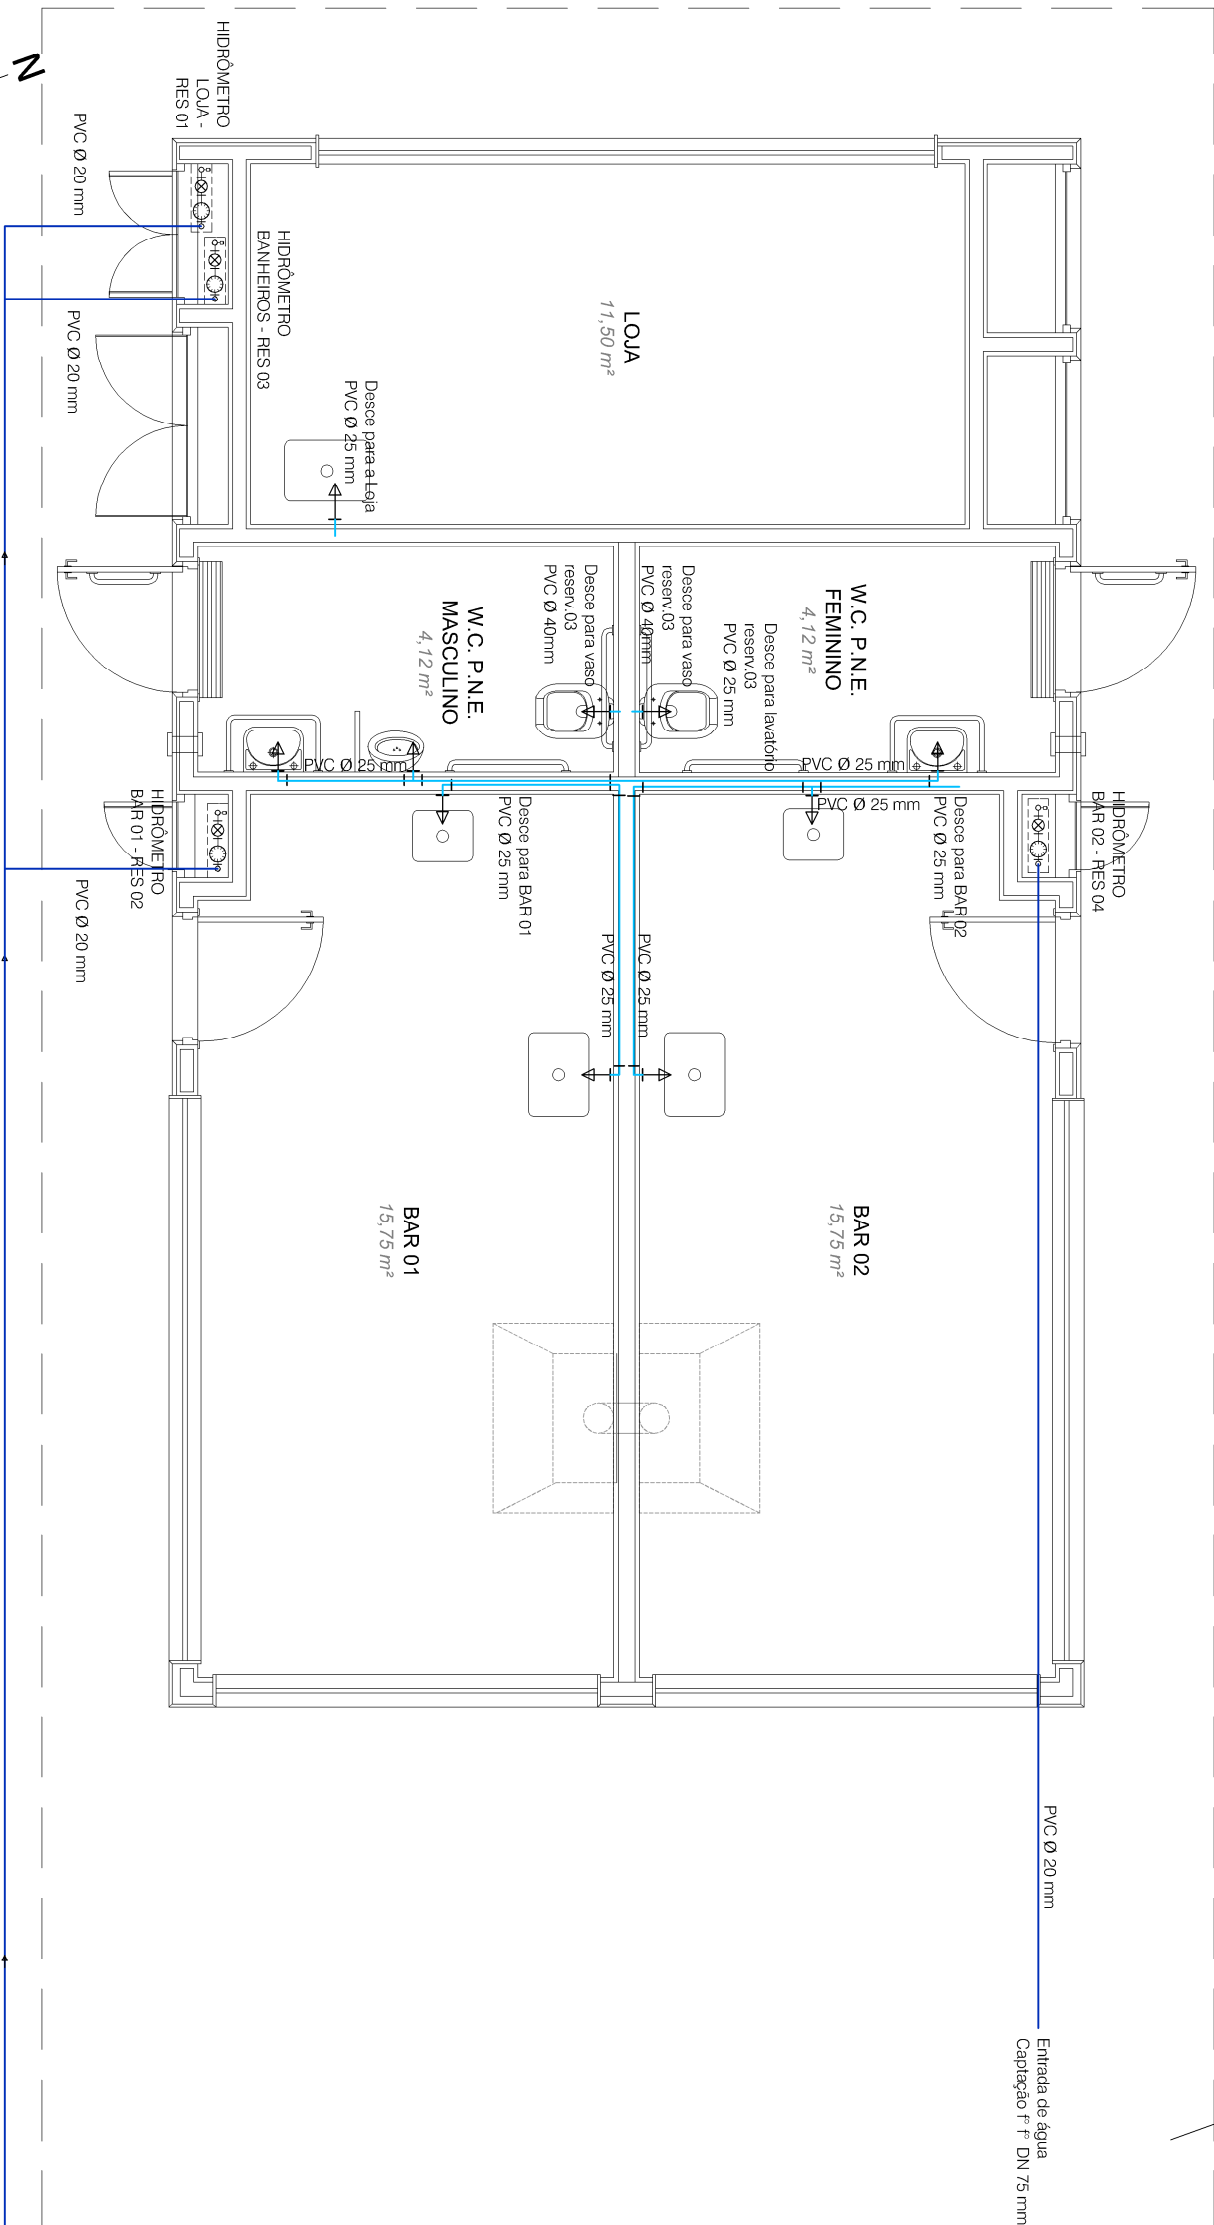 N
HIDRÔMETRO
LOJA -
RES 01
PVC Ø 20 mm
HIDRÔMETRO
BANHEIROS - RES 03
PVC Ø 20 mm
LOJA
11,50 m²
Desce para a Loja
PVC Ø 25 mm
W.C. P.N.E.
FEMININO
4,12 m²
Desce para vaso
reserv.03
PVC Ø 40mm
Desce para lavatório
reserv.03
PVC Ø 25 mm
Desce para vaso
reserv.03
PVC Ø 40mm
W.C. P.N.E.
MASCULINO
4,12 m²
PVC Ø 25 mm
PVC Ø 25 mm
PVC Ø 25 mm
HIDRÔMETRO
BAR 02 - RES 04
Desce para BAR 02
PVC Ø 25 mm
Desce para BAR 01
PVC Ø 25 mm
HIDRÔMETRO
BAR 01 - RES 02
PVC Ø 20 mm
PVC Ø 25 mm
PVC Ø 25 mm
BAR 02
15,75 m²
BAR 01
15,75 m²
PVC Ø 20 mm
Entrada de água
Captação fº fº DN 75 mm